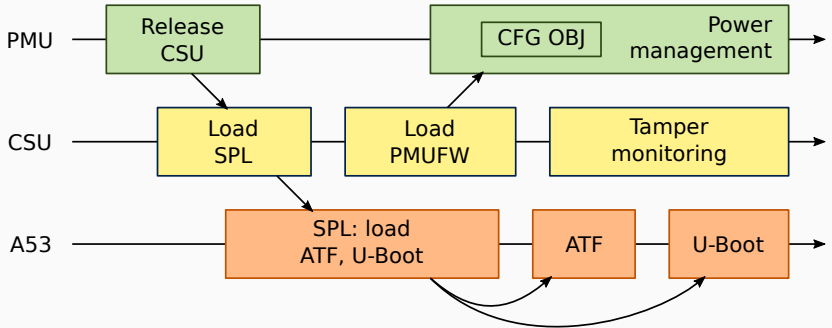 PMU
Release
CSU
CFG OBJ
Power
management
CSU
Load
SPL
Load
PMUFW
Tamper
monitoring
A53
SPL: load
ATF, U-Boot
ATF
U-Boot